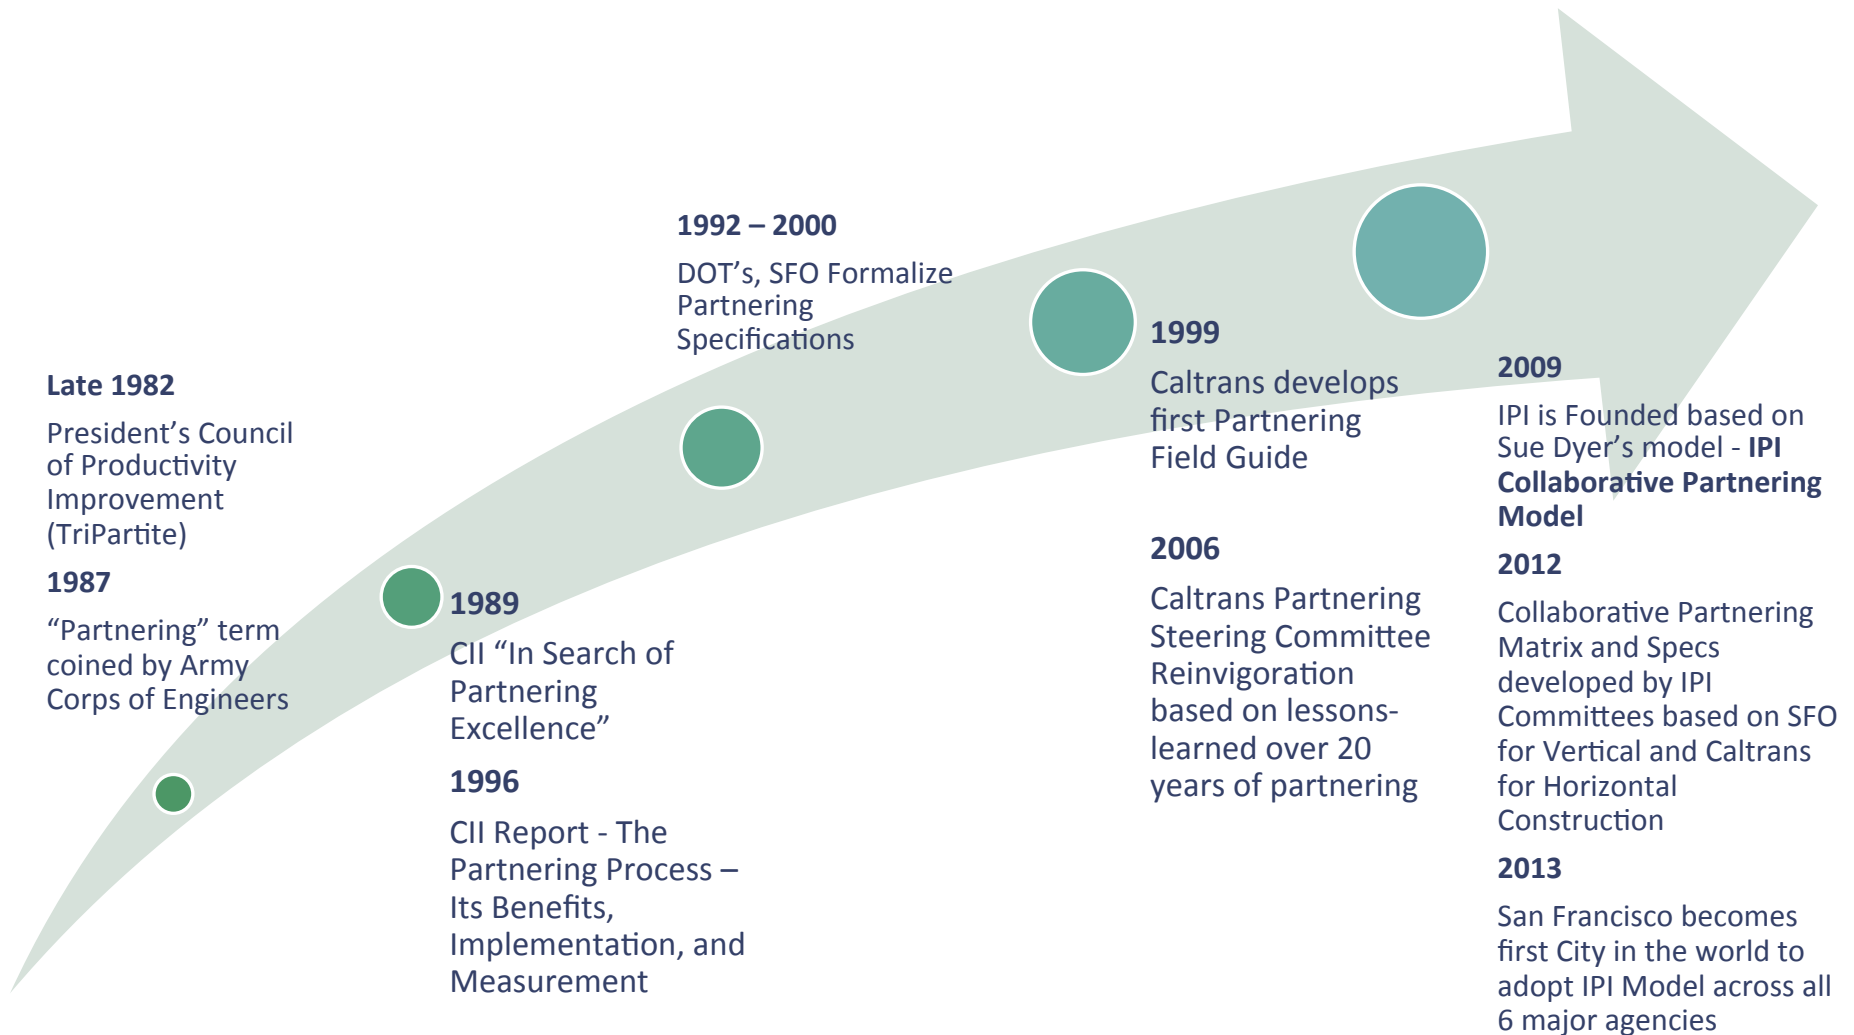 Late 1982
President’s Council
of Productivity
Improvement
(TriPartite)
1987
“Partnering” term
coined by Army
Corps of Engineers
1989
CII “In Search of
Partnering
Excellence”
1996
CII Report - The
Partnering Process –
Its Benefits,
Implementation, and
Measurement
1992 – 2000
DOT’s, SFO Formalize
Partnering
Specifications
1999
Caltrans develops
first Partnering
Field Guide
2006
Caltrans Partnering
Steering Committee
Reinvigoration
based on lessons-
learned over 20
years of partnering
2009
IPI is Founded based on
Sue Dyer’s model - IPI
Collaborative Partnering
Model
2012
Collaborative Partnering
Matrix and Specs
developed by IPI
Committees based on SFO
for Vertical and Caltrans
for Horizontal
Construction
2013
San Francisco becomes
first City in the world to
adopt IPI Model across all
6 major agencies